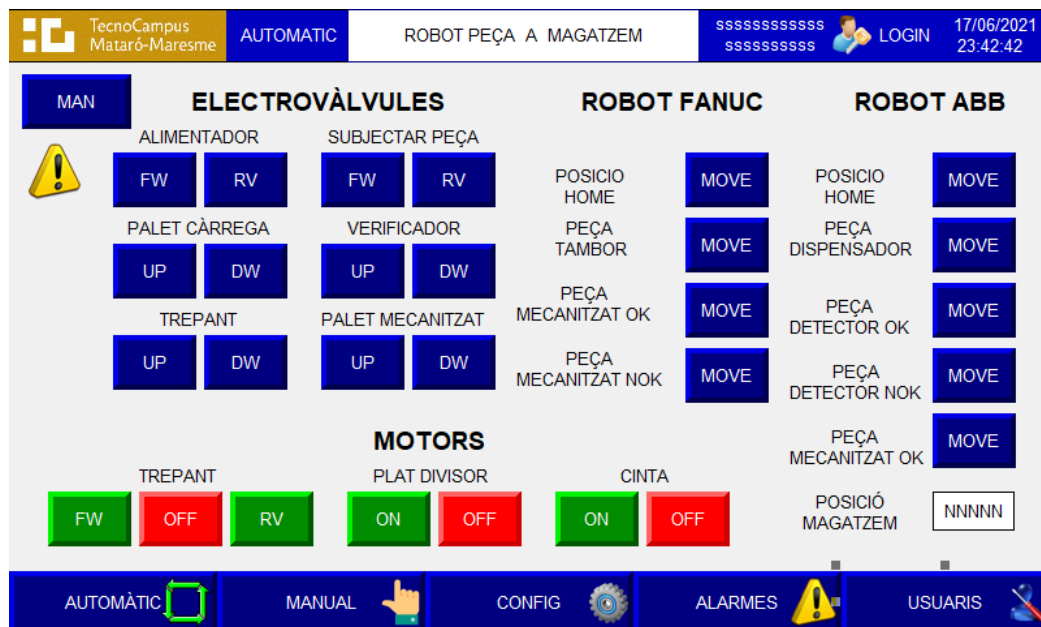 TecnoCampus
Mataró-Maresme
AUTOMATIC
ROBOT PEÇA A MAGATZEM
ssssssssssss
ssssssssss
LOGIN
17/06/2021
23:42:42
MAN
ELECTROVÀLVULES
ROBOT FANUC
ROBOT ABB
ALIMENTADOR
SUBJECTAR PEÇA
FW
RV
FW
RV
PALET CÀRREGA
VERIFICADOR
UP
DW
UP
DW
TREPANT
PALET MECANITZAT
UP
DW
UP
DW
POSICIO
HOME
MOVE
PEÇA
TAMBOR
MOVE
PEÇA
MECANITZAT OK
MOVE
PEÇA
MECANITZAT NOK
MOVE
POSICIO
HOME
MOVE
PEÇA
DISPENSADOR
MOVE
PEÇA
DETECTOR OK
MOVE
PEÇA
DETECTOR NOK
MOVE
PEÇA
MECANITZAT OK
MOVE
POSICIÓ
MAGATZEM
NNNNN
MOTORS
TREPANT
PLAT DIVISOR
CINTA
FW
OFF
RV
ON
OFF
ON
OFF
AUTOMÀTIC
MANUAL
CONFIG
ALARMES
USUARIS